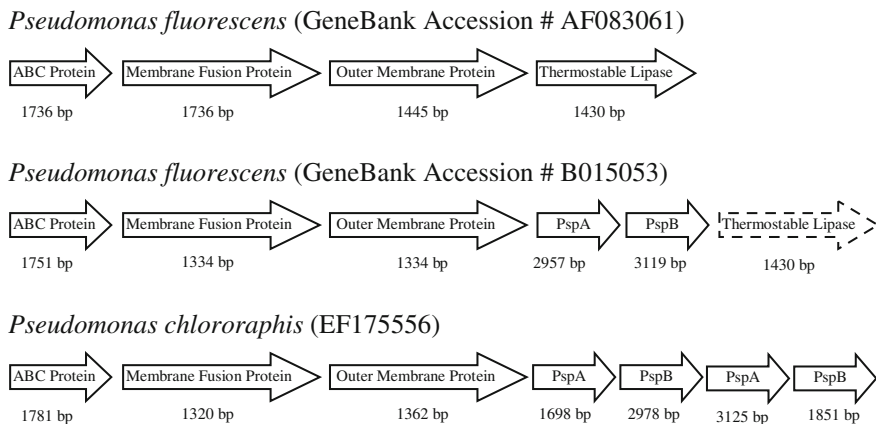 Pseudomonas fluorescens (GeneBank Accession # AF083061)
ABC Protein Membrane Fusion Protein Outer Membrane Protein Thermostable Lipase
1736 bp 1736 bp 1445 bp 1430 bp
Pseudomonas fluorescens (GeneBank Accession # B015053)
ABC Protein Membrane Fusion Protein Outer Membrane Protein PspA PspB Thermostable Lipase
1751 bp 1334 bp 1334 bp 2957 bp 3119 bp 1430 bp
Pseudomonas chlororaphis (EF175556)
ABC Protein Membrane Fusion Protein Outer Membrane Protein PspA PspB PspA PspB
1781 bp 1320 bp 1362 bp 1698 bp 2978 bp 3125 bp 1851 bp